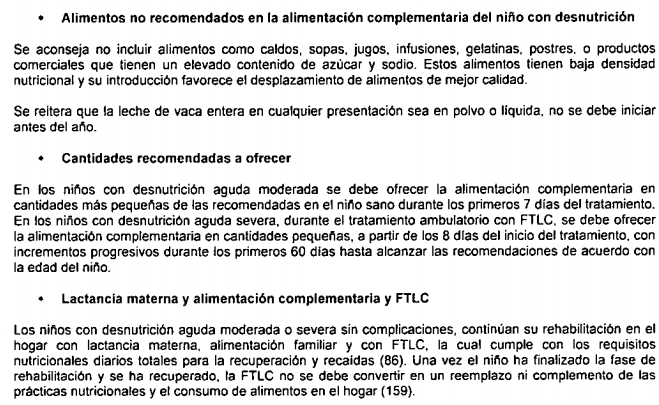 • Alimentos no recomendados en la alimentación complementaria del niño con desnutrición
Se aconseja no incluir alimentos como caldos, sopas, jugos, infusiones, gelatinas, postres, o productos
comerciales que tienen un elevado contenido de azúcar y sodio. Estos alimentos tienen baja densidad
nutricional y su introducción favorece el desplazamiento de alimentos de mejor calidad.
Se reitera que la leche de vaca entera en cualquier presentación sea en polvo o líquida, no se debe iniciar
antes del año.
• Cantidades recomendadas a ofrecer
En los niños con desnutrición aguda moderada se debe ofrecer la alimentación complementaria en
cantidades más pequeñas de las recomendadas en el niño sano durante los primeros 7 días del tratamiento.
En los niños con desnutrición aguda severa, durante el tratamiento ambulatorio con FTLC, se debe ofrecer
la alimentación complementaria en cantidades pequeñas, a partir de los 8 días del inicio del tratamiento, con
incrementos progresivos durante los primeros 60 días hasta alcanzar las recomendaciones de acuerdo con
la edad del niño.
• Lactancia materna y alimentación complementaria y FTLC
Los niños con desnutrición aguda moderada o severa sin complicaciones, continúan su rehabilitación en el
hogar con lactancia materna, alimentación familiar y con FTLC, la cual cumple con los requisitos
nutricionales diarios totales para la recuperación y recaídas (86). Una vez el niño ha finalizado la fase de
rehabilitación y se ha recuperado, la FTLC no se debe convertir en un reemplazo ni complemento de las
prácticas nutricionales y el consumo de alimentos en el hogar (159).